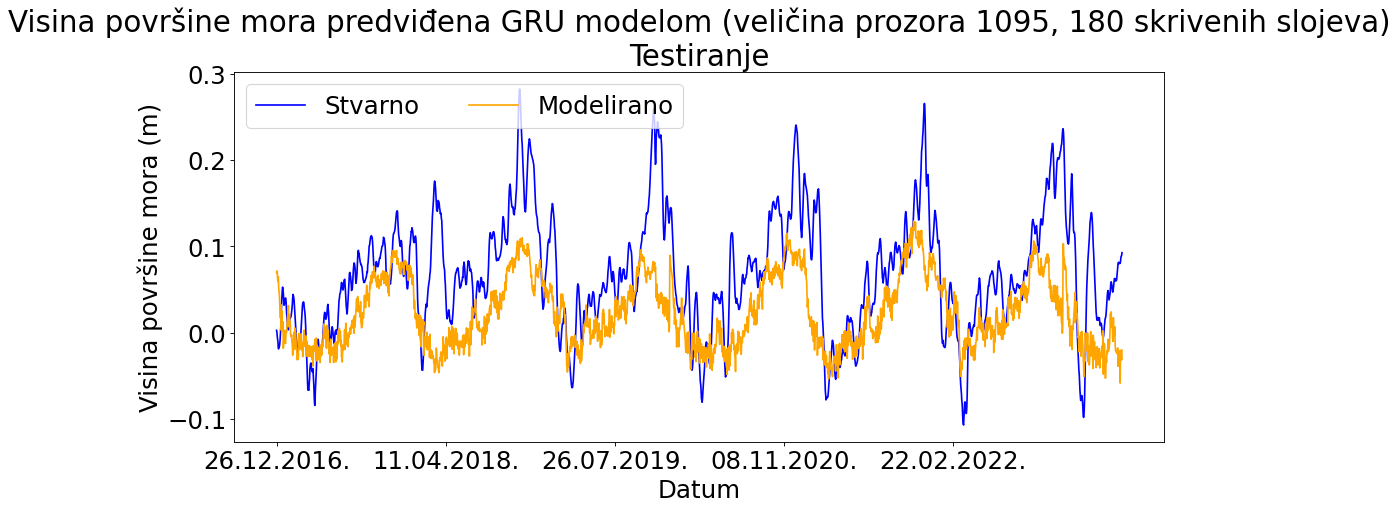 Visina površine mora predviđena GRU modelom (veličina prozora 1095, 180 skrivenih slojeva)
Testiranje
Stvarno Modelirano
Visina površine mora (m)
0.3
0.2
0.1
0.0
−0.1
26.12.2016. 11.04.2018. 26.07.2019. 08.11.2020. 22.02.2022.
Datum